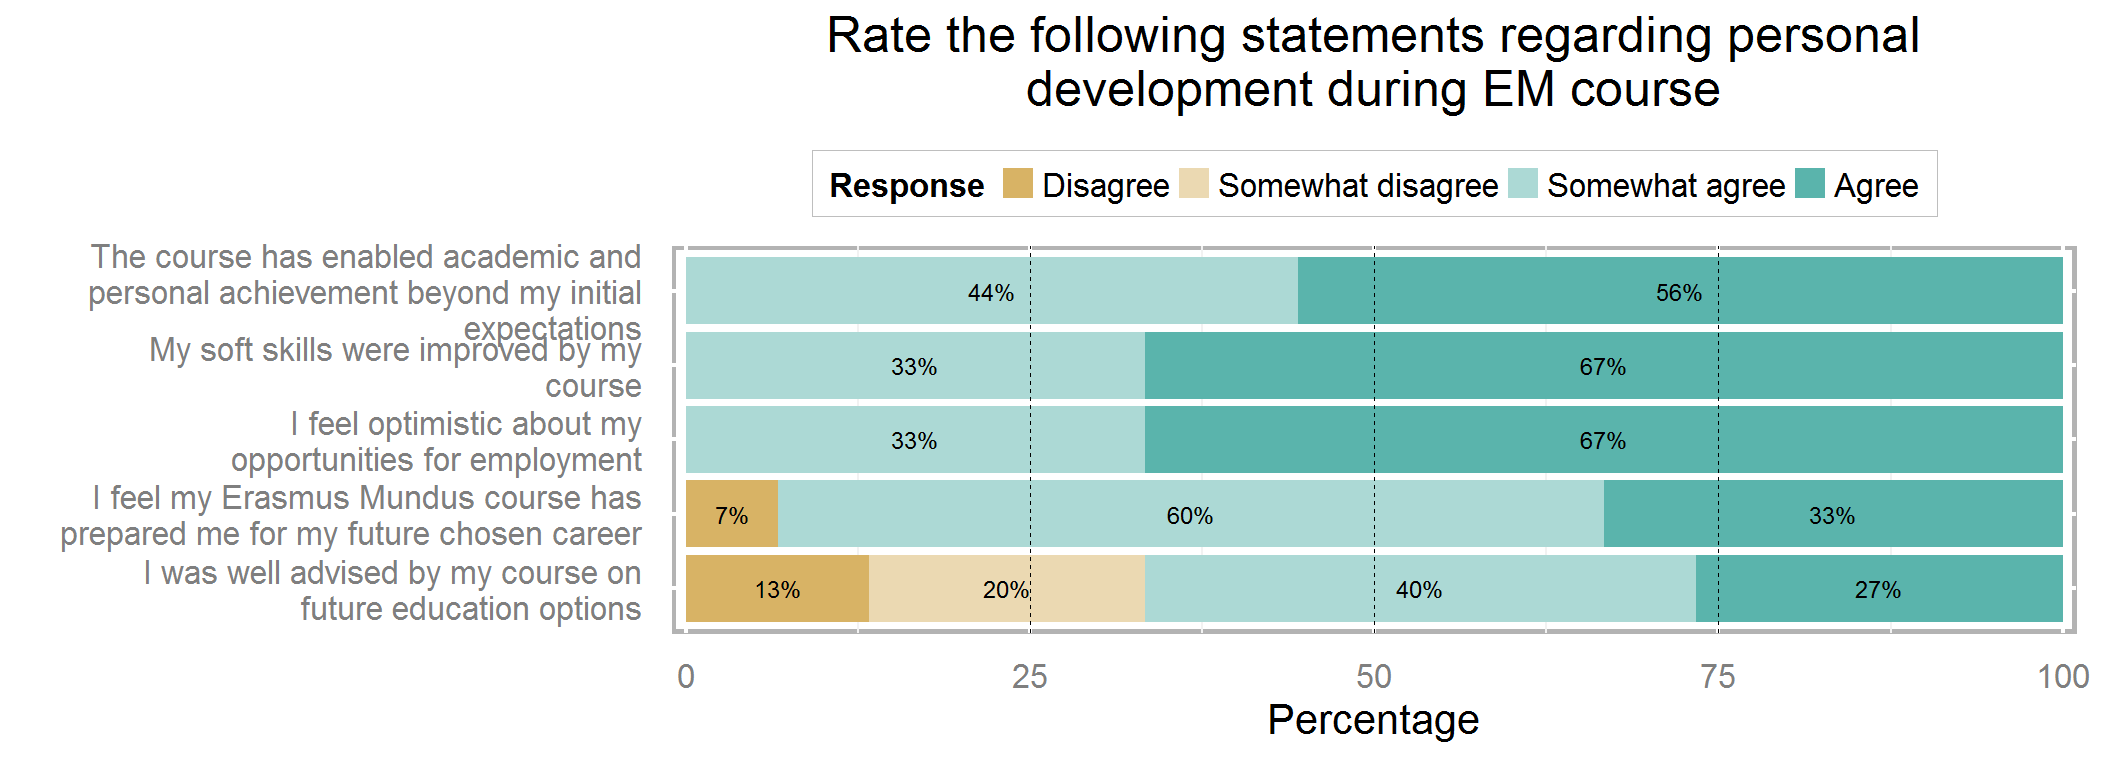 Rate the following statements regarding personal
development during EM course
Response Disagree Somewhat disagree Somewhat agree Agree
The course has enabled academic and
personal achievement beyond my initial
expectations
44% 56%
My soft skills were improved by my
course
33% 67%
I feel optimistic about my
opportunities for employment
33% 67%
I feel my Erasmus Mundus course has
prepared me for my future chosen career
7% 60% 33%
I was well advised by my course on
future education options
13% 20% 40% 27%
0 25 50 75 100
Percentage